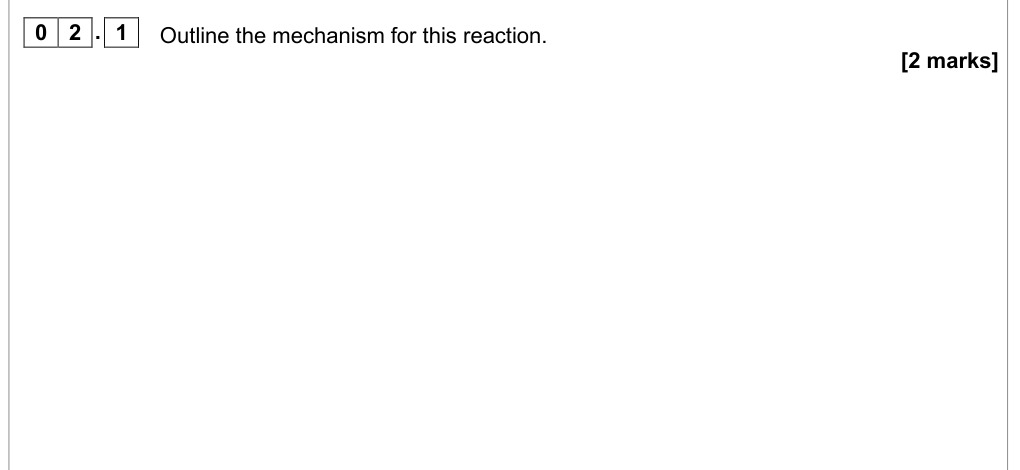 0 2 . 1 Outline the mechanism for this reaction.
[2 marks]